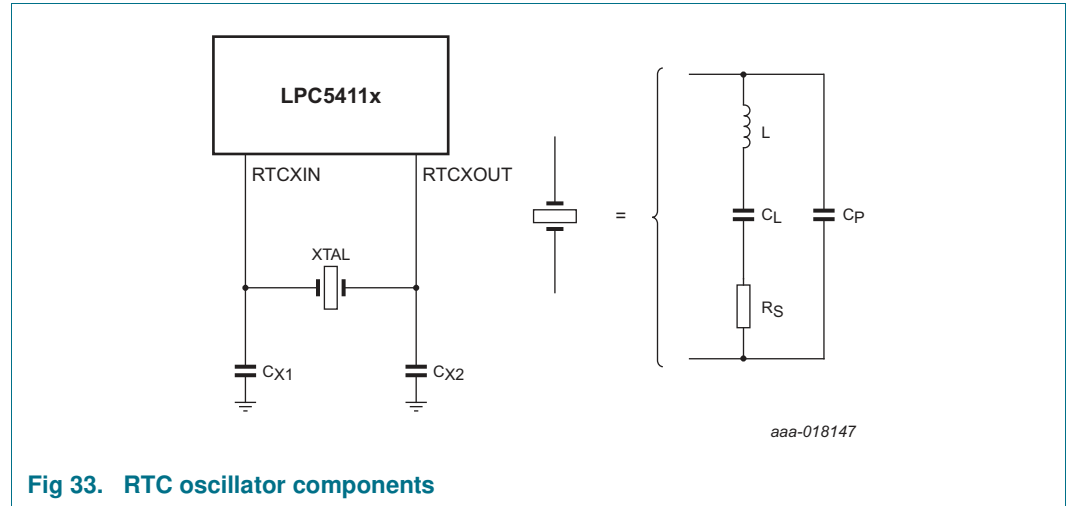 LPC5411x
RTCXIN
RTCXOUT
XTAL
CX1
CX2
=
L
CL
CP
RS
aaa-018147
Fig 33. RTC oscillator components